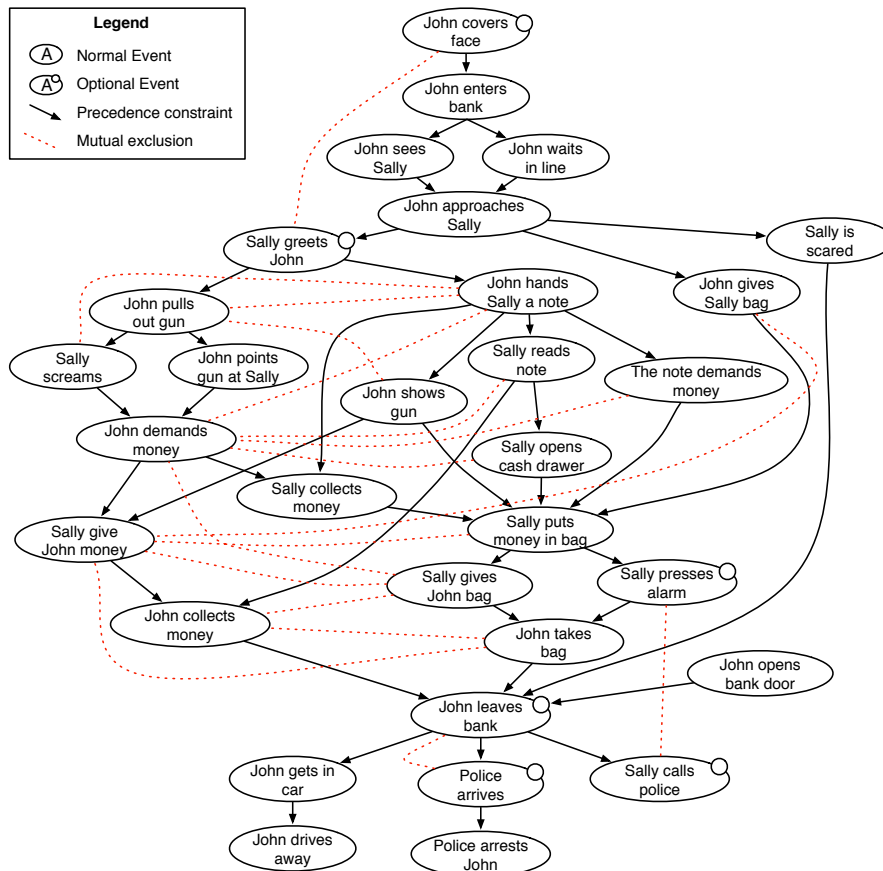 Legend
A Normal Event
A Optional Event
Precedence constraint
Mutual exclusion
John covers
face
John enters
bank
John sees
Sally
John waits
in line
John approaches
Sally
Sally greets
John
Sally is
scared
John hands
Sally a note
John gives
Sally bag
John pulls
out gun
Sally
screams
John points
gun at Sally
Sally reads
note
The note demands
money
John shows
gun
John demands
money
Sally opens
cash drawer
Sally collects
money
Sally give
John money
Sally puts
money in bag
Sally gives
John bag
Sally presses
alarm
John collects
money
John takes
bag
John opens
bank door
John leaves
bank
John gets in
car
Police
arrives
Sally calls
police
John drives
away
Police arrests
John